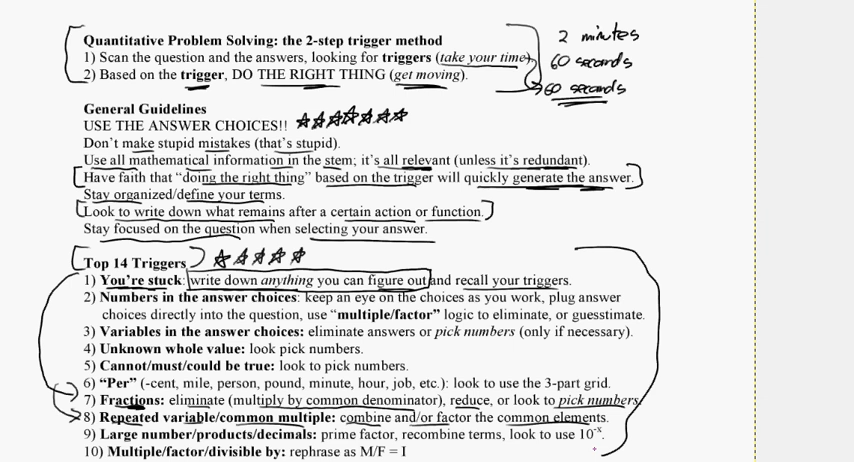 Quantitative Problem Solving: the 2-step trigger method 2 minutes
1) Scan the question and the answers, looking for triggers (take your time) 60 seconds
2) Based on the trigger, DO THE RIGHT THING (get moving). 60 seconds
General Guidelines
USE THE ANSWER CHOICES!!
Don't make stupid mistakes (that's stupid).
Use all mathematical information in the stem; it's all relevant (unless it's redundant).
Have faith that "doing the right thing" based on the trigger will quickly generate the answer.
Stay organized/define your terms.
Look to write down what remains after a certain action or function.
Stay focused on the question when selecting your answer.
Top 14 Triggers
1) You're stuck: write down anything you can figure out and recall your triggers.
2) Numbers in the answer choices: keep an eye on the choices as you work, plug answer
choices directly into the question, use "multiple/factor" logic to eliminate, or guesstimate.
3) Variables in the answer choices: eliminate answers or pick numbers (only if necessary).
4) Unknown whole value: look pick numbers.
5) Cannot/must/could be true: look to pick numbers.
6) "Per" (-cent, mile, person, pound, minute, hour, job, etc.): look to use the 3-part grid.
7) Fractions: eliminate (multiply by common denominator), reduce, or look to pick numbers.
8) Repeated variable/common multiple: combine and/or factor the common elements.
9) Large number/products/decimals: prime factor, recombine terms, look to use 10⁻ˣ.
10) Multiple/factor/divisible by: rephrase as M/F = I